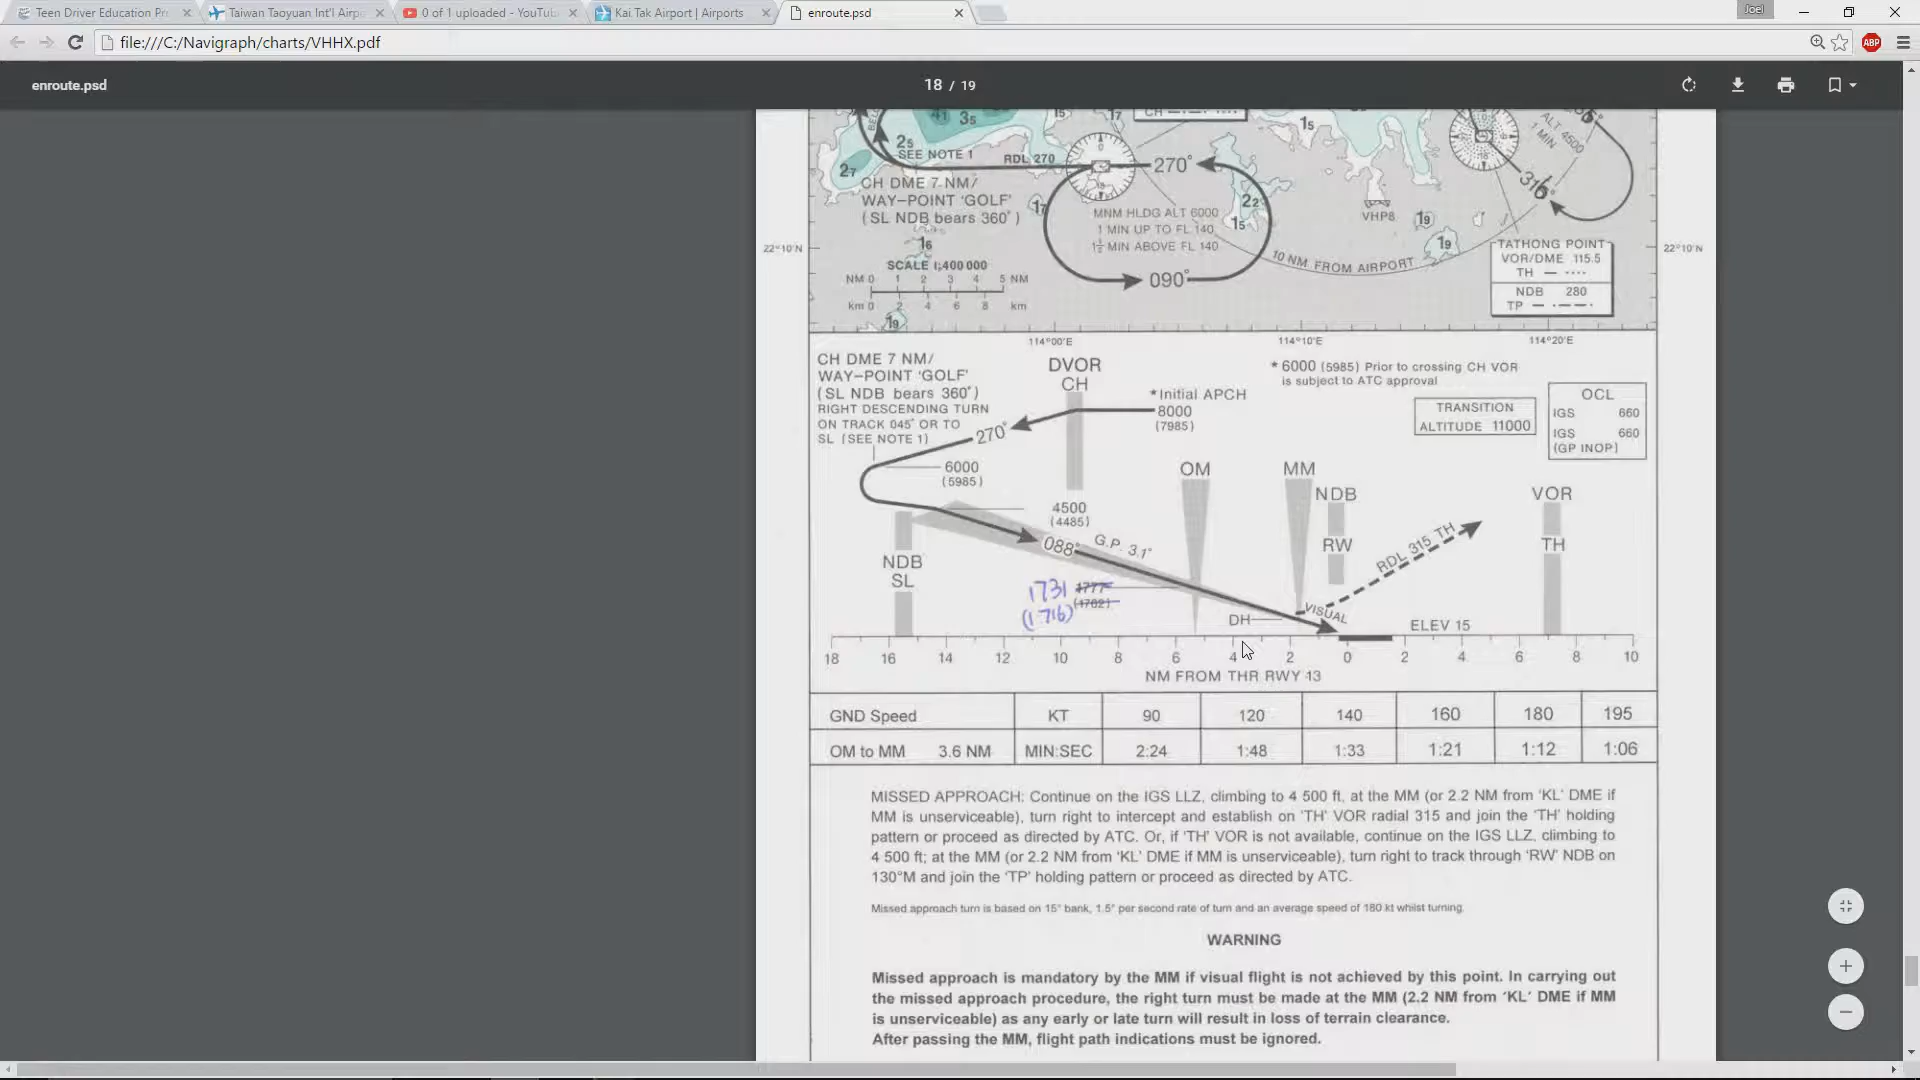 Teen Driver Education Pr
Taiwan Taoyuan Int'l Airp
0 of 1 uploaded - YouTub
Kai Tak Airport | Airports
enroute.psd
Joel
file:///C:/Navigraph/charts/VHHX.pdf
ABP
enroute.psd
18 / 19
41
35
15
17
CH
15
ALT 4500
1 MIN
25
SEE NOTE 1
RDL 270
270°
27
CH DME 7 NM/
WAY-POINT 'GOLF'
(SL NDB bears 360°)
17
MNM HLDG ALT 6000
1 MIN UP TO FL 140
1½ MIN ABOVE FL 140
22
15
VHP8
19
316°
22°10'N
16
SCALE 1:400 000
NM 0 1 2 3 4 5 NM
km 0 2 4 6 8 km
19
090°
10 NM FROM AIRPORT
19
TATHONG POINT
VOR/DME 115.5
TH — ····
NDB 280
TP — ·—— ·
22°10'N
114°00'E
114°10'E
114°20'E
CH DME 7 NM/
WAY-POINT 'GOLF'
(SL NDB bears 360°)
RIGHT DESCENDING TURN
ON TRACK 045° OR TO
SL (SEE NOTE 1)
DVOR
CH
*Initial APCH
8000
(7985)
* 6000 (5985) Prior to crossing CH VOR
is subject to ATC approval
TRANSITION
ALTITUDE 11000
OCL
IGS 660
IGS 660
(GP INOP)
270°
6000
(5985)
4500
(4485)
OM
MM
NDB
RW
VOR
TH
088°
G.P. 3.1°
RDL 315 TH
NDB
SL
1731 1777
(1716) (1762)
DH
VISUAL
ELEV 15
18 16 14 12 10 8 6 4 2 0 2 4 6 8 10
NM FROM THR RWY 13
GND Speed KT 90 120 140 160 180 195
OM to MM 3.6 NM MIN:SEC 2:24 1:48 1:33 1:21 1:12 1:06
MISSED APPROACH: Continue on the IGS LLZ, climbing to 4 500 ft, at the MM (or 2.2 NM from 'KL' DME if
MM is unserviceable), turn right to intercept and establish on 'TH' VOR radial 315 and join the 'TH' holding
pattern or proceed as directed by ATC. Or, if 'TH' VOR is not available, continue on the IGS LLZ, climbing to
4 500 ft; at the MM (or 2.2 NM from 'KL' DME if MM is unserviceable), turn right to track through 'RW' NDB on
130°M and join the 'TP' holding pattern or proceed as directed by ATC.
Missed approach turn is based on 15° bank, 1.5° per second rate of turn and an average speed of 180 kt whilst turning.
WARNING
Missed approach is mandatory by the MM if visual flight is not achieved by this point. In carrying out
the missed approach procedure, the right turn must be made at the MM (2.2 NM from 'KL' DME if MM
is unserviceable) as any early or late turn will result in loss of terrain clearance.
After passing the MM, flight path indications must be ignored.